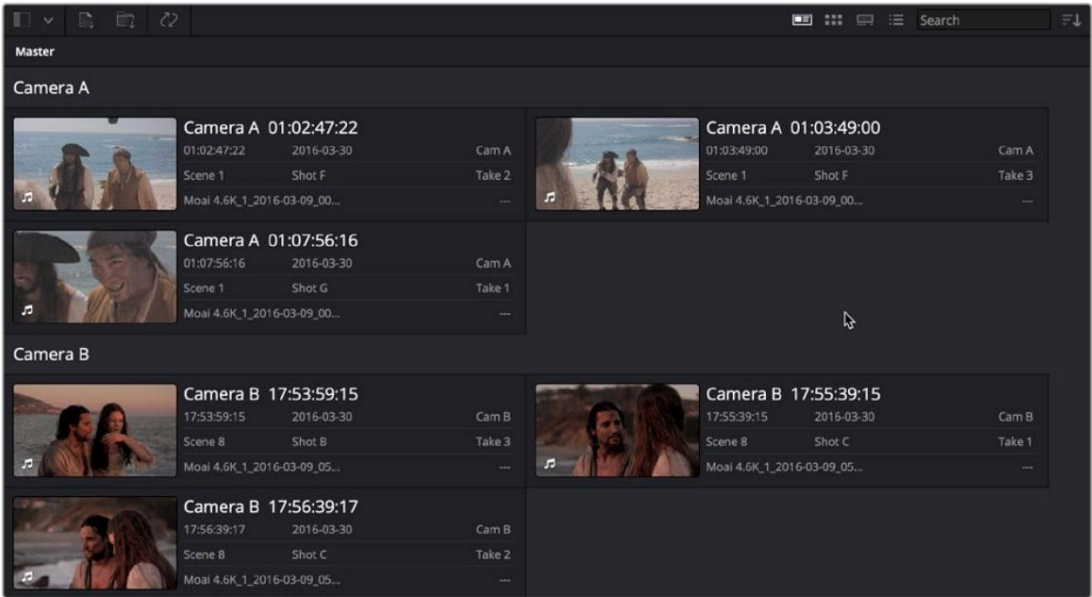 Search
Master
Camera A
Camera A 01:02:47:22
01:02:47:22 2016-03-30 Cam A
Scene 1 Shot F Take 2
Moai 4.6K_1_2016-03-09_00... ---
Camera A 01:03:49:00
01:03:49:00 2016-03-30 Cam A
Scene 1 Shot F Take 3
Moai 4.6K_1_2016-03-09_00... ---
Camera A 01:07:56:16
01:07:56:16 2016-03-30 Cam A
Scene 1 Shot G Take 1
Moai 4.6K_1_2016-03-09_00... ---
Camera B
Camera B 17:53:59:15
17:53:59:15 2016-03-30 Cam B
Scene 8 Shot B Take 3
Moai 4.6K_1_2016-03-09_05... ---
Camera B 17:55:39:15
17:55:39:15 2016-03-30 Cam B
Scene 8 Shot C Take 1
Moai 4.6K_1_2016-03-09_05... ---
Camera B 17:56:39:17
17:56:39:17 2016-03-30 Cam B
Scene 8 Shot C Take 2
Moai 4.6K_1_2016-03-09_05... ---